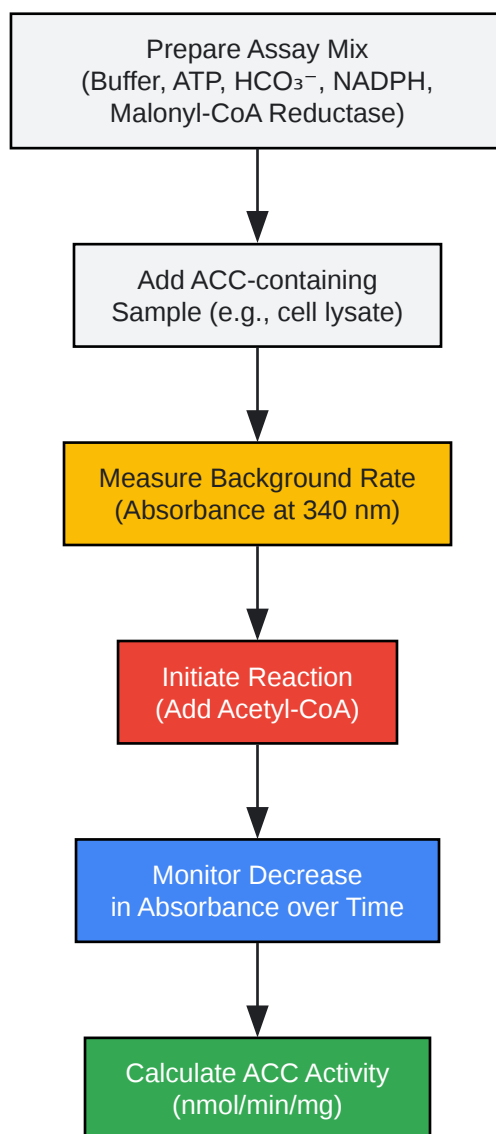 Prepare Assay Mix
(Buffer, ATP, HCO₃⁻, NADPH,
Malonyl-CoA Reductase)
Add ACC-containing
Sample (e.g., cell lysate)
Measure Background Rate
(Absorbance at 340 nm)
Initiate Reaction
(Add Acetyl-CoA)
Monitor Decrease
in Absorbance over Time
Calculate ACC Activity
(nmol/min/mg)